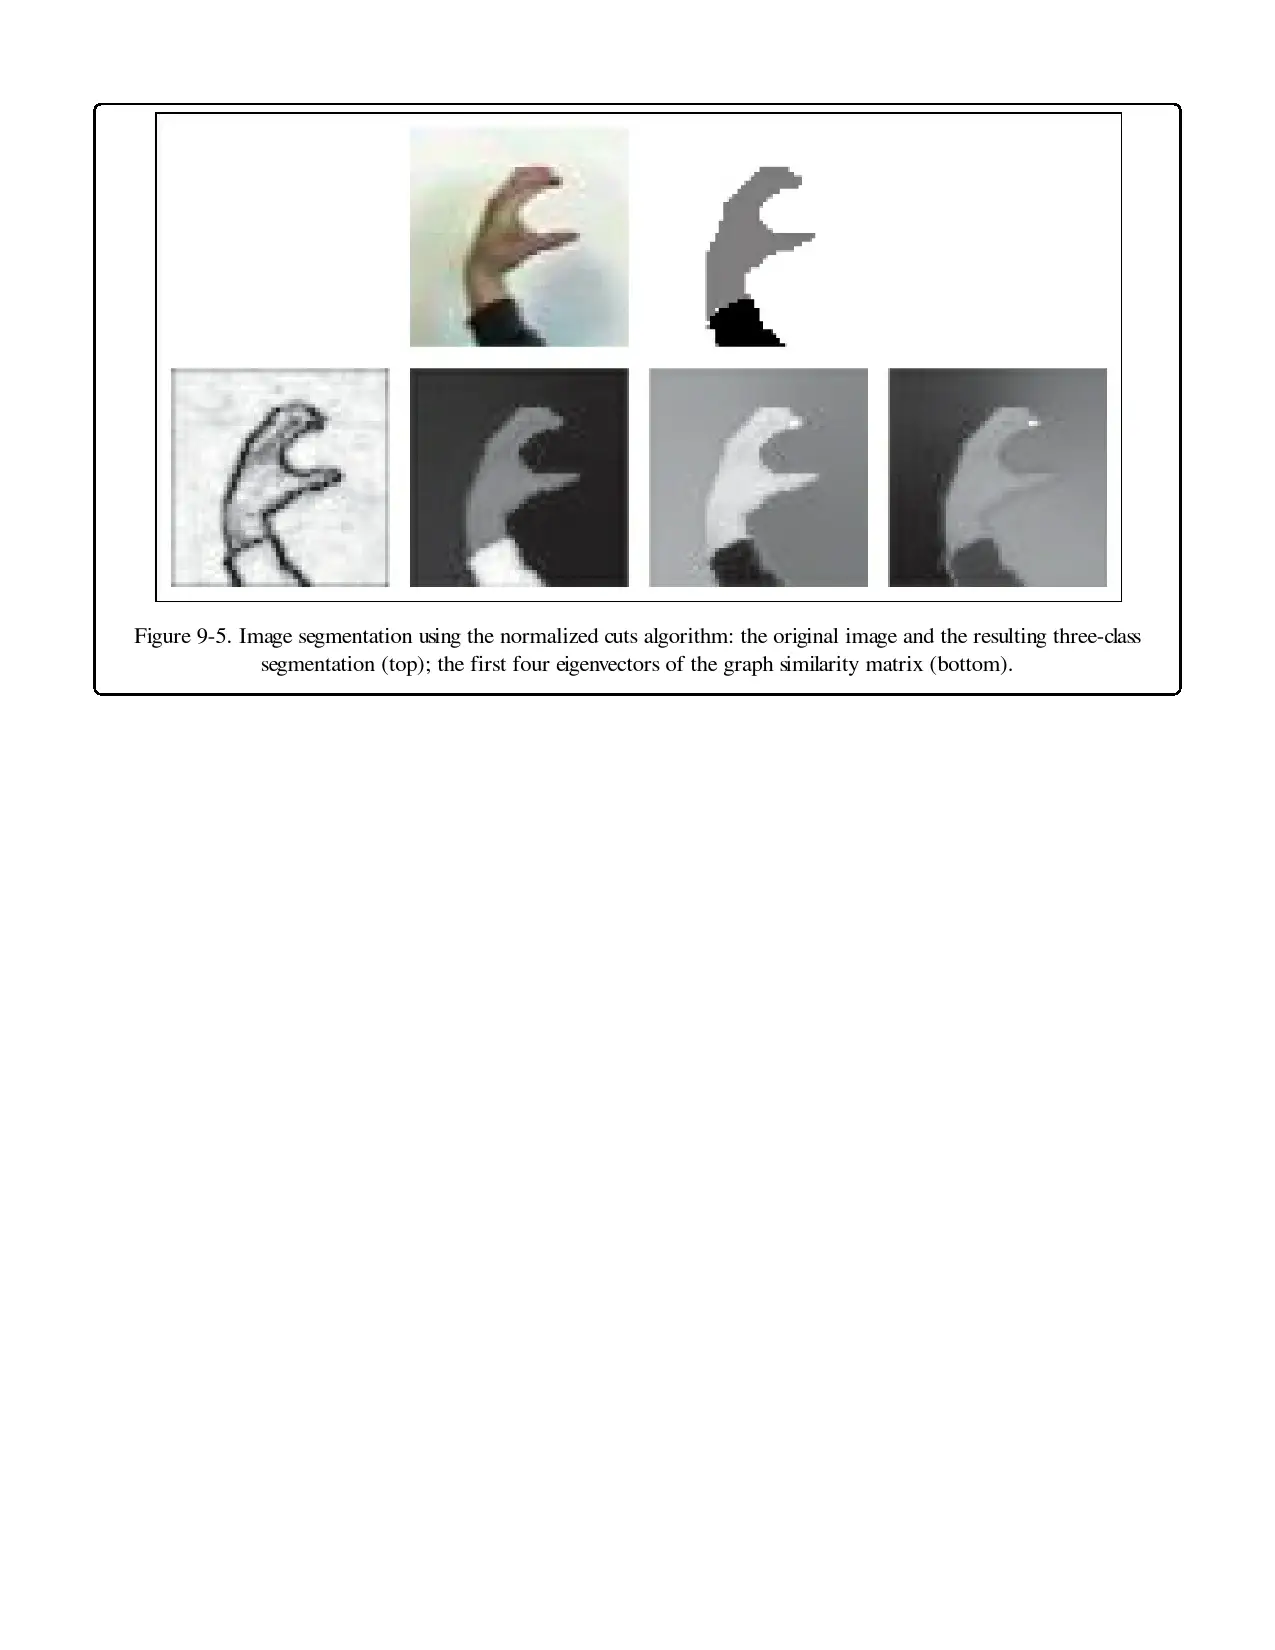 Figure 9-5. Image segmentation using the normalized cuts algorithm: the original image and the resulting three-class
segmentation (top); the first four eigenvectors of the graph similarity matrix (bottom).